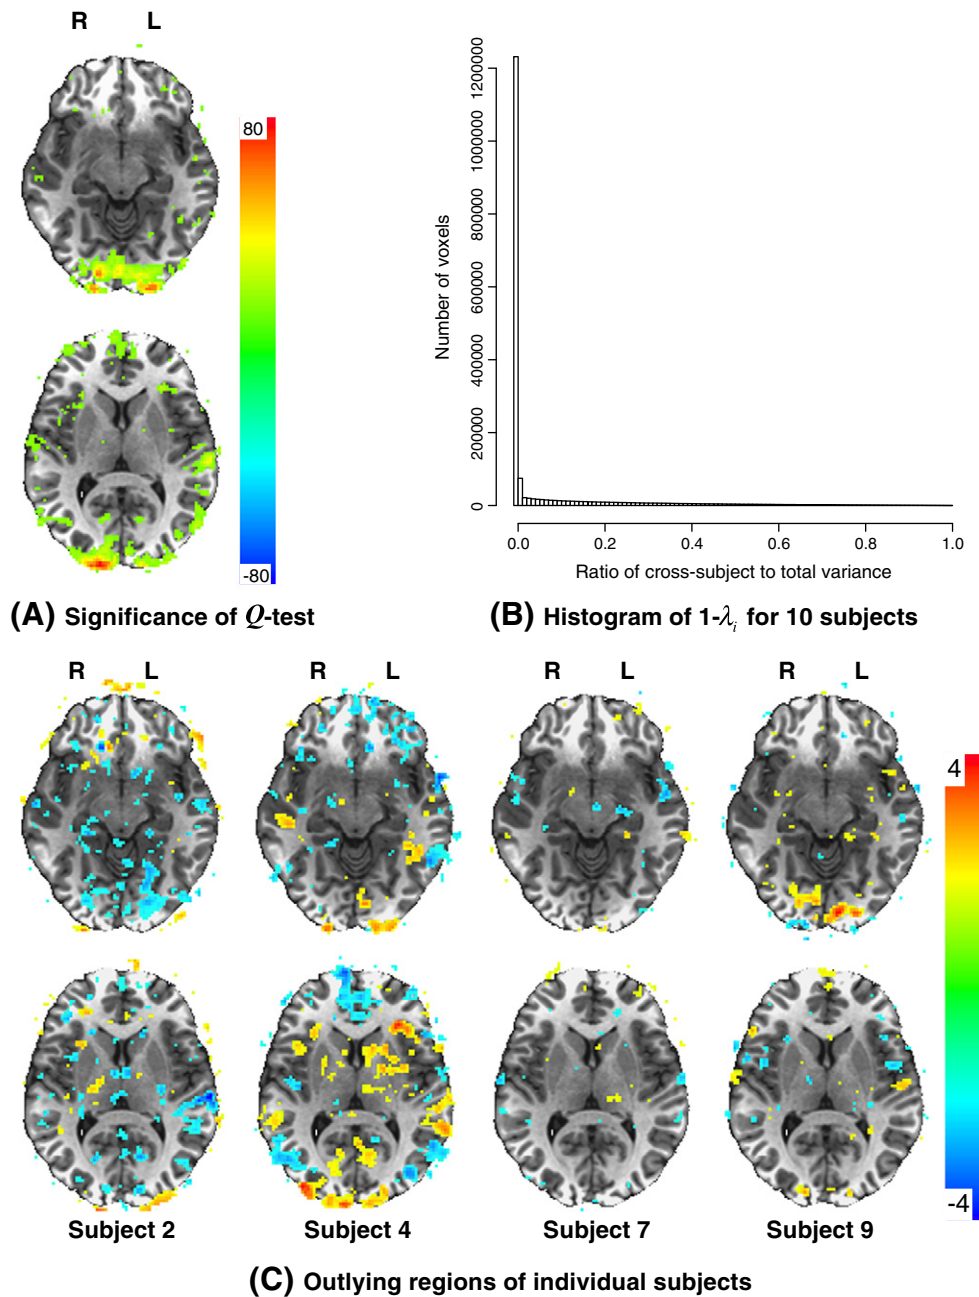 R L
80
-80
(A) Significance of Q-test
Number of voxels
0 200000 400000 600000 800000 1000000 1200000
0.0 0.2 0.4 0.6 0.8 1.0
Ratio of cross-subject to total variance
(B) Histogram of 1-λi for 10 subjects
R L R L R L R L
4
-4
Subject 2 Subject 4 Subject 7 Subject 9
(C) Outlying regions of individual subjects